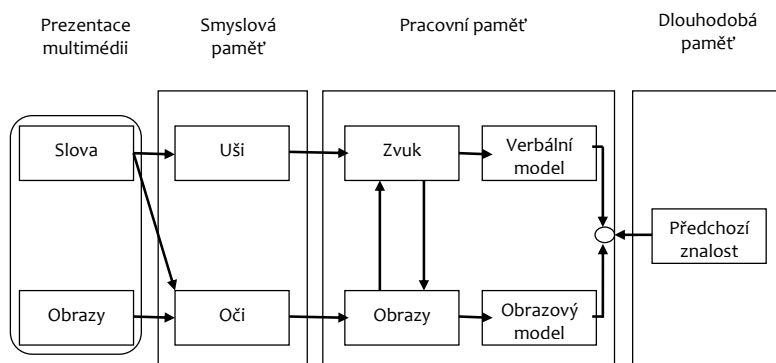 Prezentace
multimédii
Smyslová
paměť
Pracovní paměť
Dlouhodobá
paměť
Slova
Uši
Zvuk
Verbální
model
Předchozí
znalost
Obrazy
Oči
Obrazy
Obrazový
model